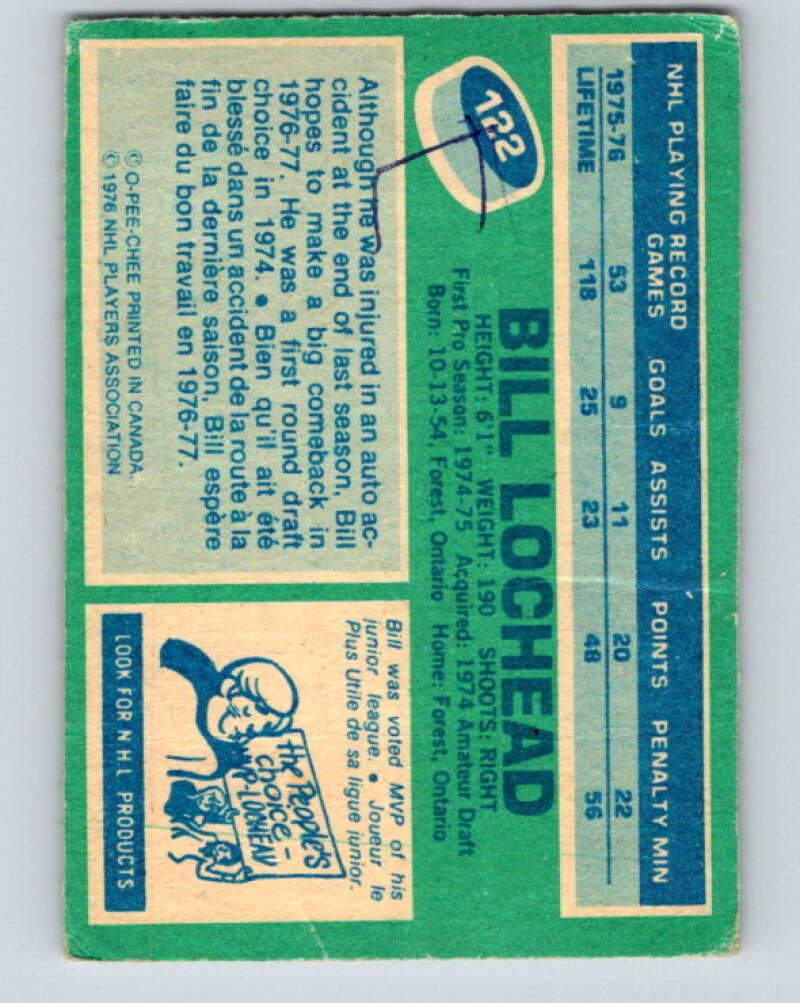 NHL PLAYING RECORD
GAMES GOALS ASSISTS POINTS PENALTY MIN
1975-76 53 9 11 20 22
LIFETIME 118 25 23 48 56
122
BILL LOCHEAD
HEIGHT: 6'1" WEIGHT: 190 SHOOTS: RIGHT
First Pro Season: 1974-75 Acquired: 1974 Amateur Draft
Born: 10-13-54, Forest, Ontario Home: Forest, Ontario
Although he was injured in an auto ac-
cident at the end of last season, Bill
hopes to make a big comeback in
1976-77. He was a first round draft
choice in 1974. • Bien qu'il ait été
blessé dans un accident de la route à la
fin de la dernière saison, Bill espère
faire du bon travail en 1976-77.
© O-PEE-CHEE PRINTED IN CANADA
© 1976 NHL PLAYERS ASSOCIATION
Bill was voted MVP of his
junior league. • Joueur le
Plus Utile de sa ligue junior.
the PEOPLE'S
choice-
LOOK FOR NHL PRODUCTS